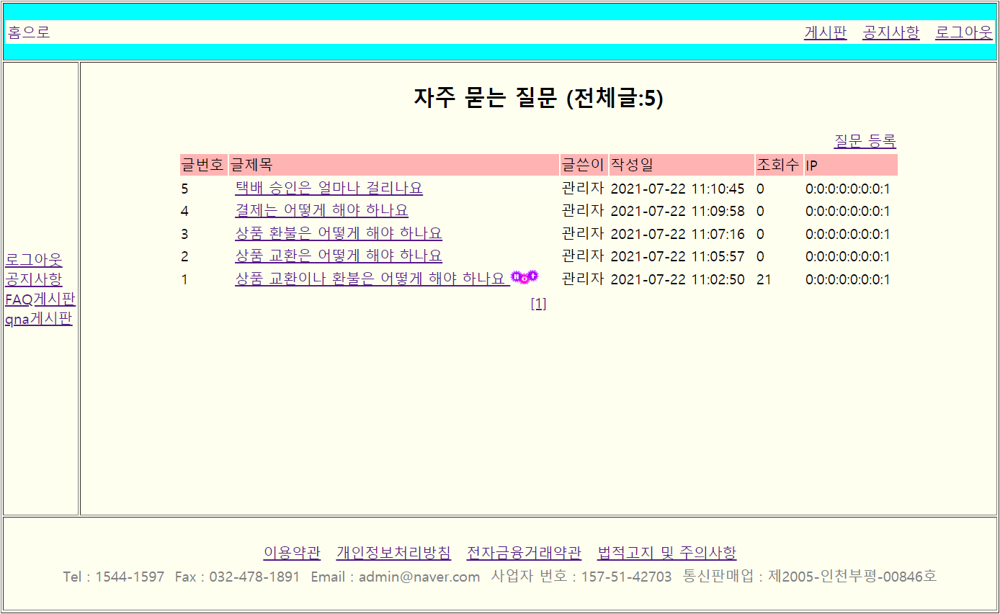 홈으로 게시판 공지사항 로그아웃
자주 묻는 질문 (전체글:5)
질문 등록
글번호 글제목 글쓴이 작성일 조회수 IP
5 택배 승인은 얼마나 걸리나요 관리자 2021-07-22 11:10:45 0 0:0:0:0:0:0:0:1
4 결제는 어떻게 해야 하나요 관리자 2021-07-22 11:09:58 0 0:0:0:0:0:0:0:1
3 상품 환불은 어떻게 해야 하나요 관리자 2021-07-22 11:07:16 0 0:0:0:0:0:0:0:1
2 상품 교환은 어떻게 해야 하나요 관리자 2021-07-22 11:05:57 0 0:0:0:0:0:0:0:1
1 상품 교환이나 환불은 어떻게 해야 하나요 Hot 관리자 2021-07-22 11:02:50 21 0:0:0:0:0:0:0:1
[1]
로그아웃
공지사항
FAQ게시판
qna게시판
이용약관 개인정보처리방침 전자금융거래약관 법적고지 및 주의사항
Tel : 1544-1597 Fax : 032-478-1891 Email : admin@naver.com 사업자 번호 : 157-51-42703 통신판매업 : 제2005-인천부평-00846호